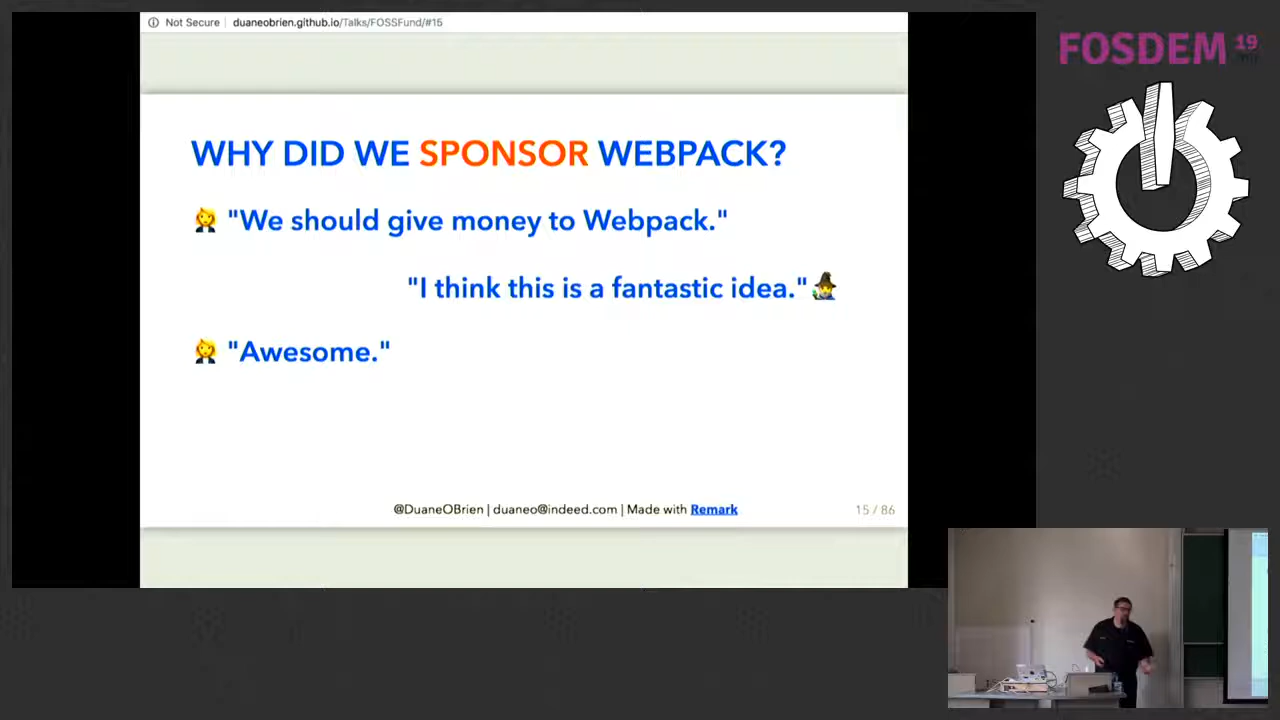 Not Secure | duaneobrien.github.io/Talks/FOSSFund/#15
FOSDEM 19
WHY DID WE SPONSOR WEBPACK?
"We should give money to Webpack."
"I think this is a fantastic idea."
"Awesome."
@DuaneOBrien | duaneo@indeed.com | Made with Remark
15 / 86